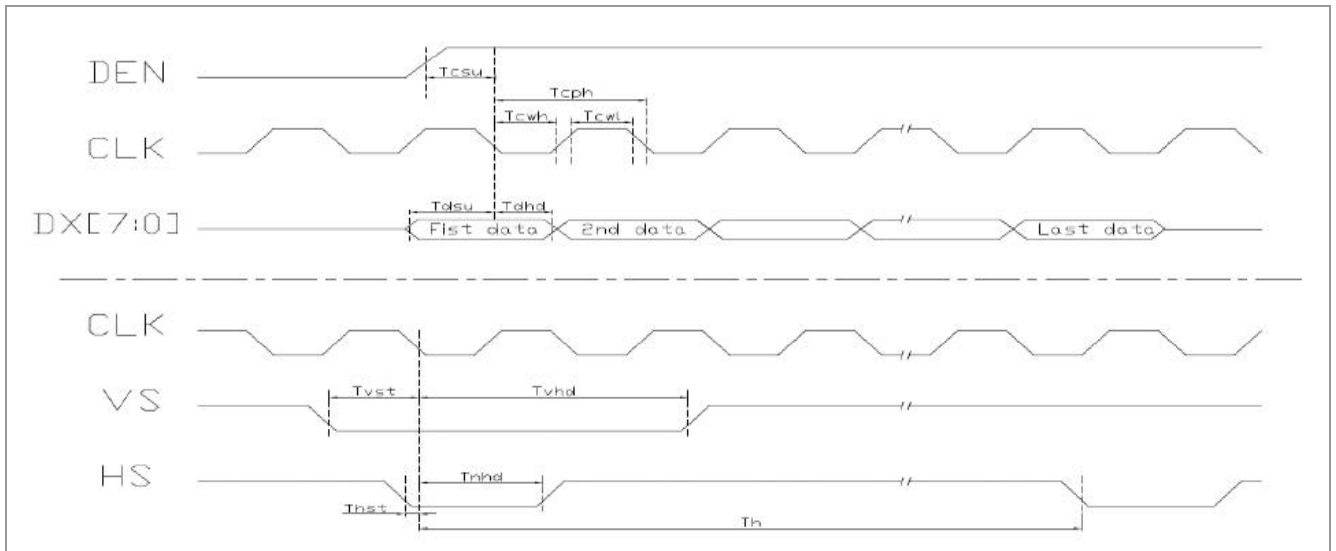 DEN
Tcsu
Tcph
Tcwh
Tcwl
CLK
Tdsu
Tdhd
DX[7:0]
Fist data
2nd data
Last data
CLK
Tvst
Tvhd
VS
HS
Thhd
Thst
Th